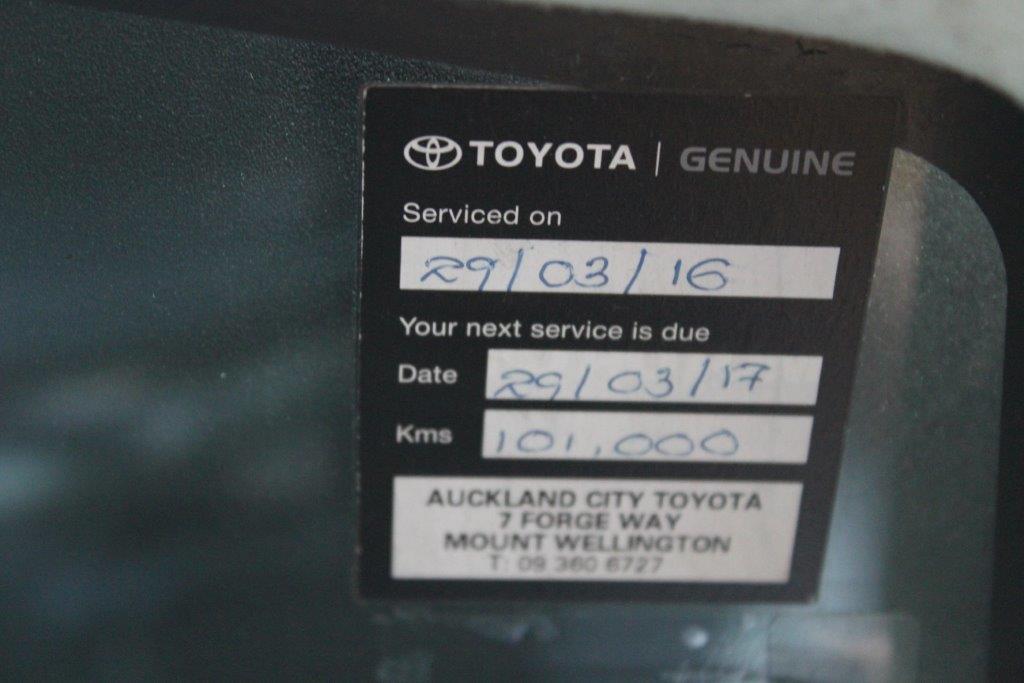 TOYOTA | GENUINE
Serviced on
29/03/16
Your next service is due
Date 29/03/17
Kms 101,000
AUCKLAND CITY TOYOTA
7 FORGE WAY
MOUNT WELLINGTON
T: 09 360 6727